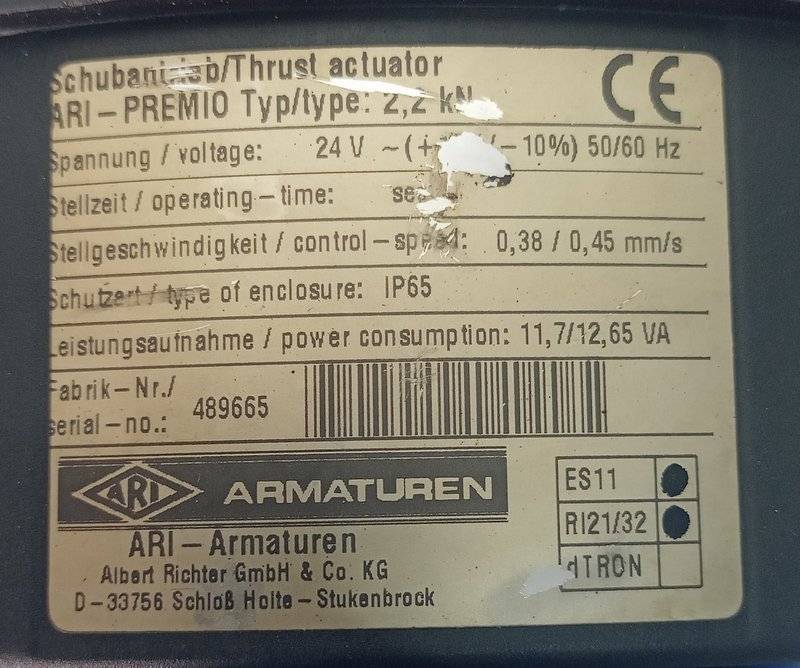 Schubantrieb/Thrust actuator
ARI-PREMIO Typ/type: 2,2 kN
CE
Spannung / voltage: 24 V ~(+ -10%) 50/60 Hz
Stellzeit / operating-time:
Stellgeschwindigkeit / control-speed: 0,38 / 0,45 mm/s
Schutzart / type of enclosure: IP65
Leistungsaufnahme / power consumption: 11,7/12,65 VA
Fabrik-Nr./
serial-no.: 489665
ARI ARMATUREN
ARI-Armaturen
Albert Richter GmbH & Co. KG
D-33756 Schloß Holte-Stukenbrock
ES11
RI21/32
dTRON